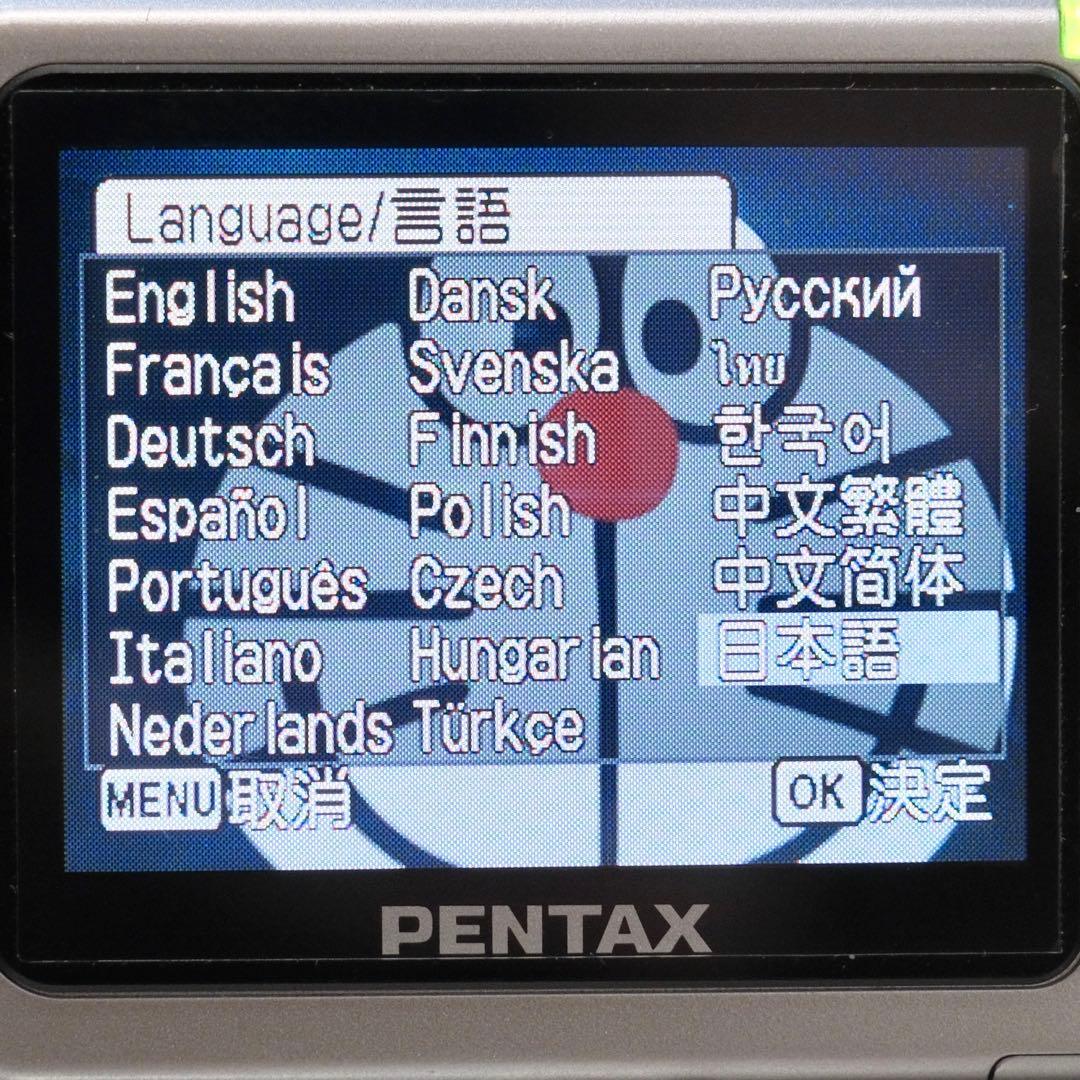 Language/言語
English Dansk Русский
Français Svenska ไทย
Deutsch Finnish 한국어
Español Polish 中文繁體
Português Czech 中文简体
Italiano Hungarian 日本語
Nederlands Türkçe
MENU取消 OK決定
PENTAX